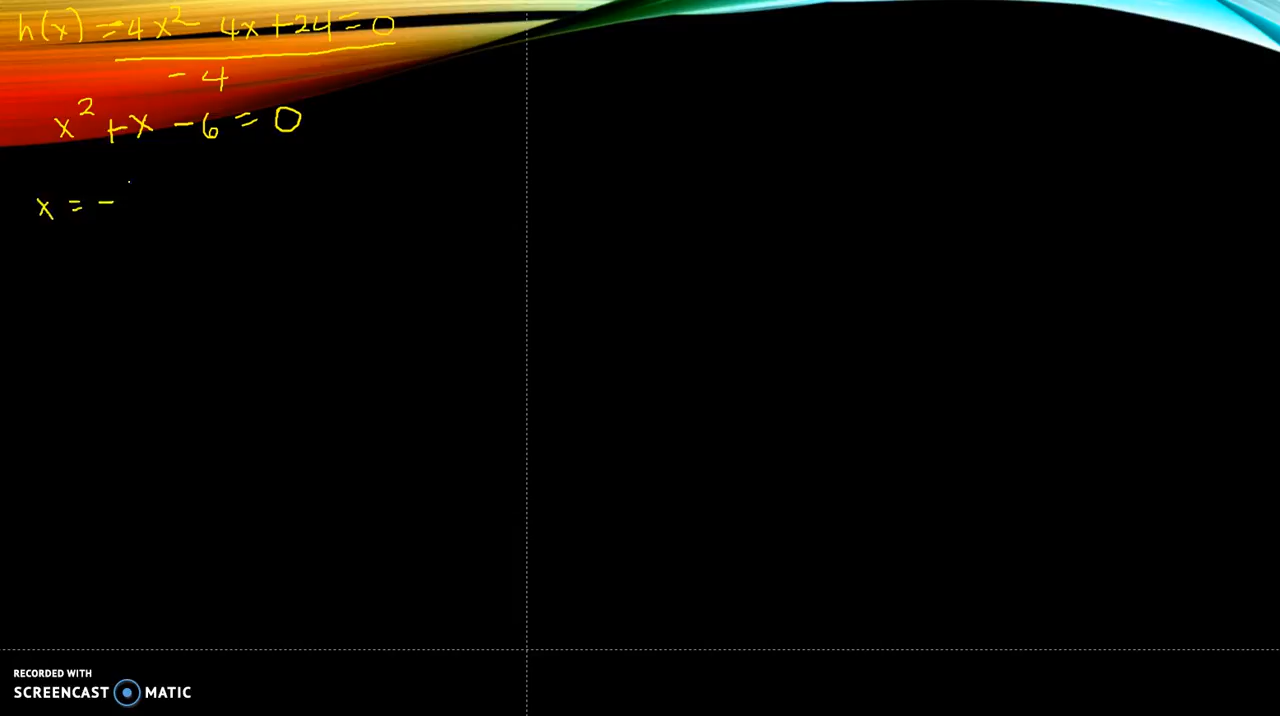 h(x) = -4x² - 4x + 24 = 0
-4
x² + x - 6 = 0
x = -
RECORDED WITH
SCREENCAST MATIC